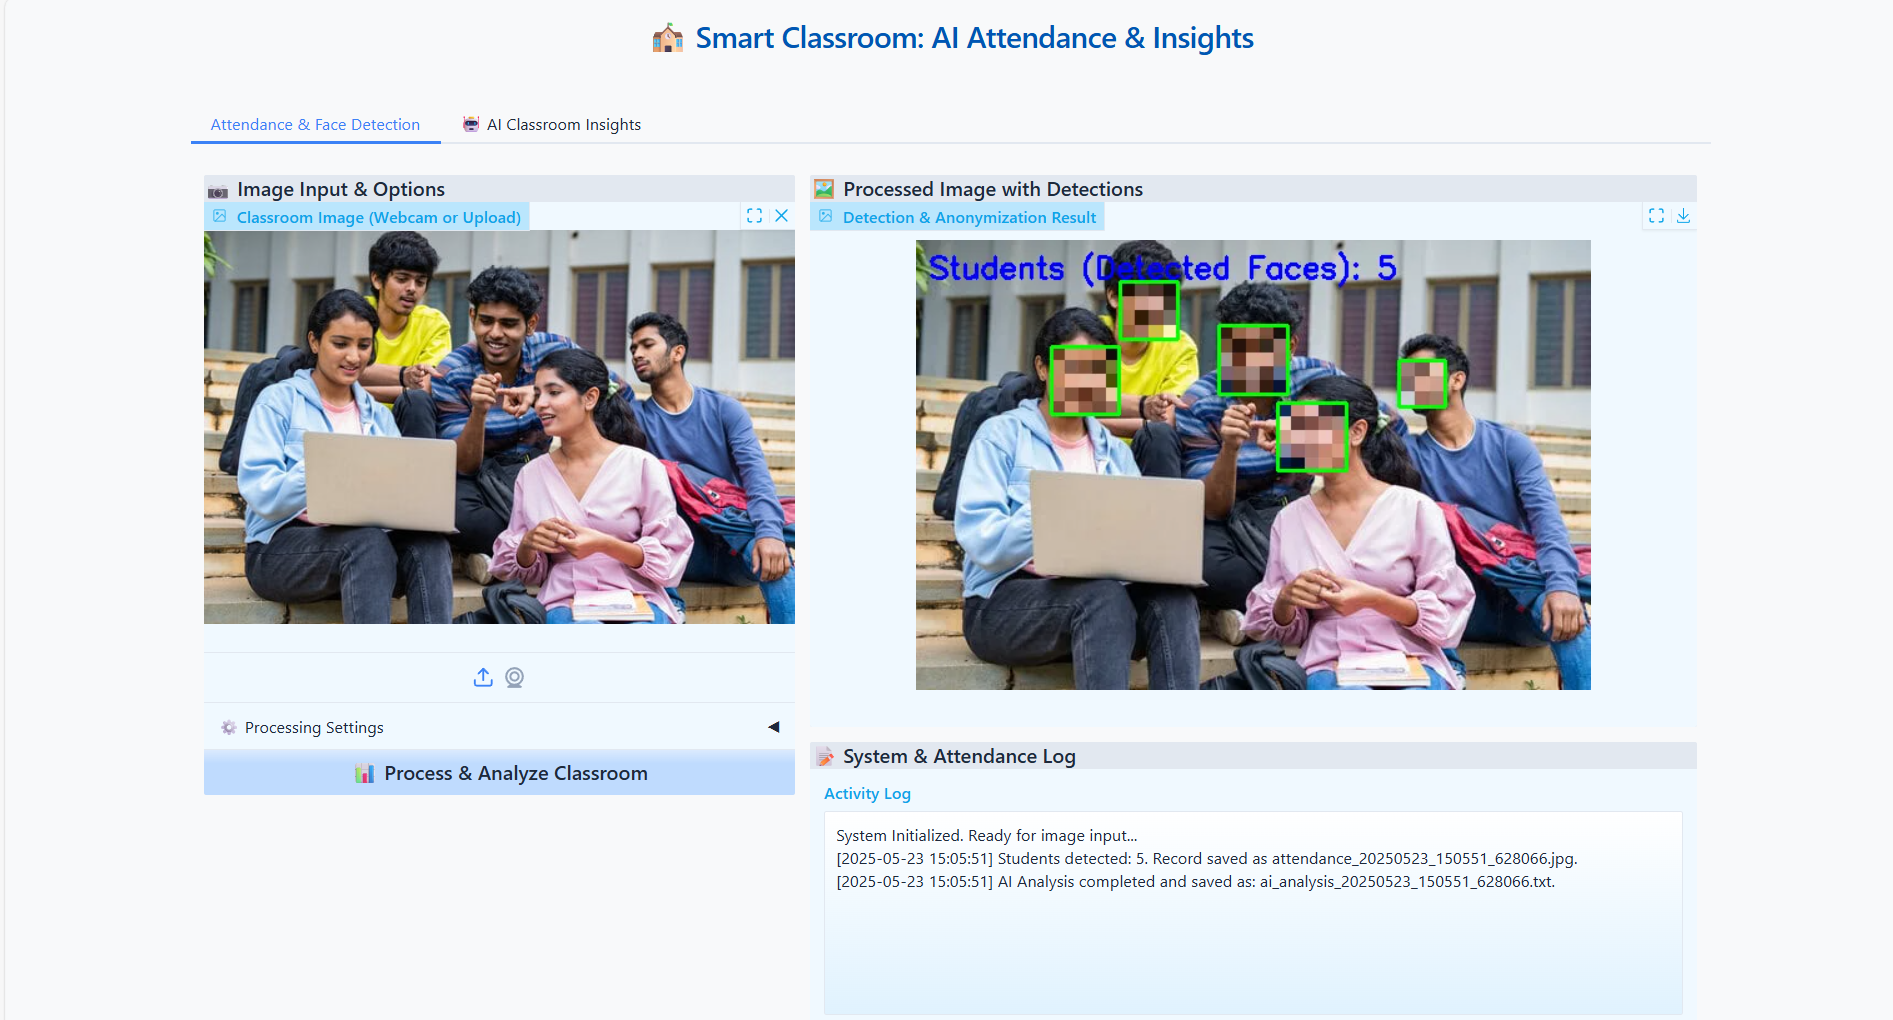 Smart Classroom: AI Attendance & Insights
Attendance & Face Detection
AI Classroom Insights
Image Input & Options
Classroom Image (Webcam or Upload)
Processing Settings
Process & Analyze Classroom
Processed Image with Detections
Detection & Anonymization Result
Students (Detected Faces): 5
System & Attendance Log
Activity Log
System Initialized. Ready for image input...
[2025-05-23 15:05:51] Students detected: 5. Record saved as attendance_20250523_150551_628066.jpg.
[2025-05-23 15:05:51] AI Analysis completed and saved as: ai_analysis_20250523_150551_628066.txt.